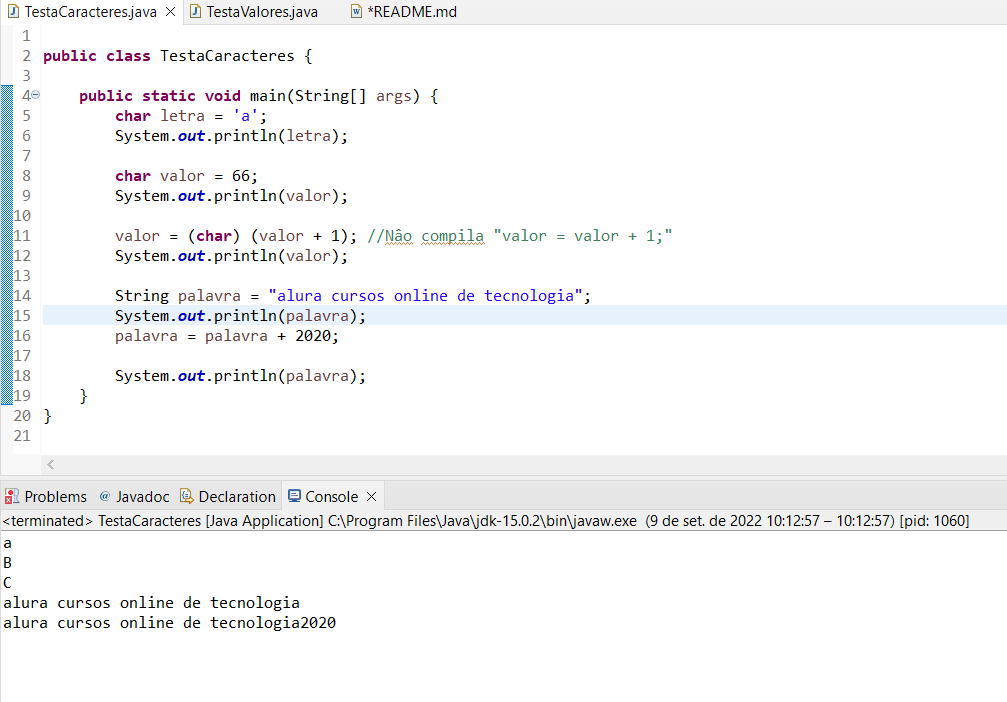 TestaCaracteres.java TestaValores.java *README.md
1
2 public class TestaCaracteres {
3
4 public static void main(String[] args) {
5 char letra = 'a';
6 System.out.println(letra);
7
8 char valor = 66;
9 System.out.println(valor);
10
11 valor = (char) (valor + 1); //Não compila "valor = valor + 1;"
12 System.out.println(valor);
13
14 String palavra = "alura cursos online de tecnologia";
15 System.out.println(palavra);
16 palavra = palavra + 2020;
17
18 System.out.println(palavra);
19 }
20 }
21
Problems @ Javadoc Declaration Console
<terminated> TestaCaracteres [Java Application] C:\Program Files\Java\jdk-15.0.2\bin\javaw.exe (9 de set. de 2022 10:12:57 – 10:12:57) [pid: 1060]
a
B
C
alura cursos online de tecnologia
alura cursos online de tecnologia2020